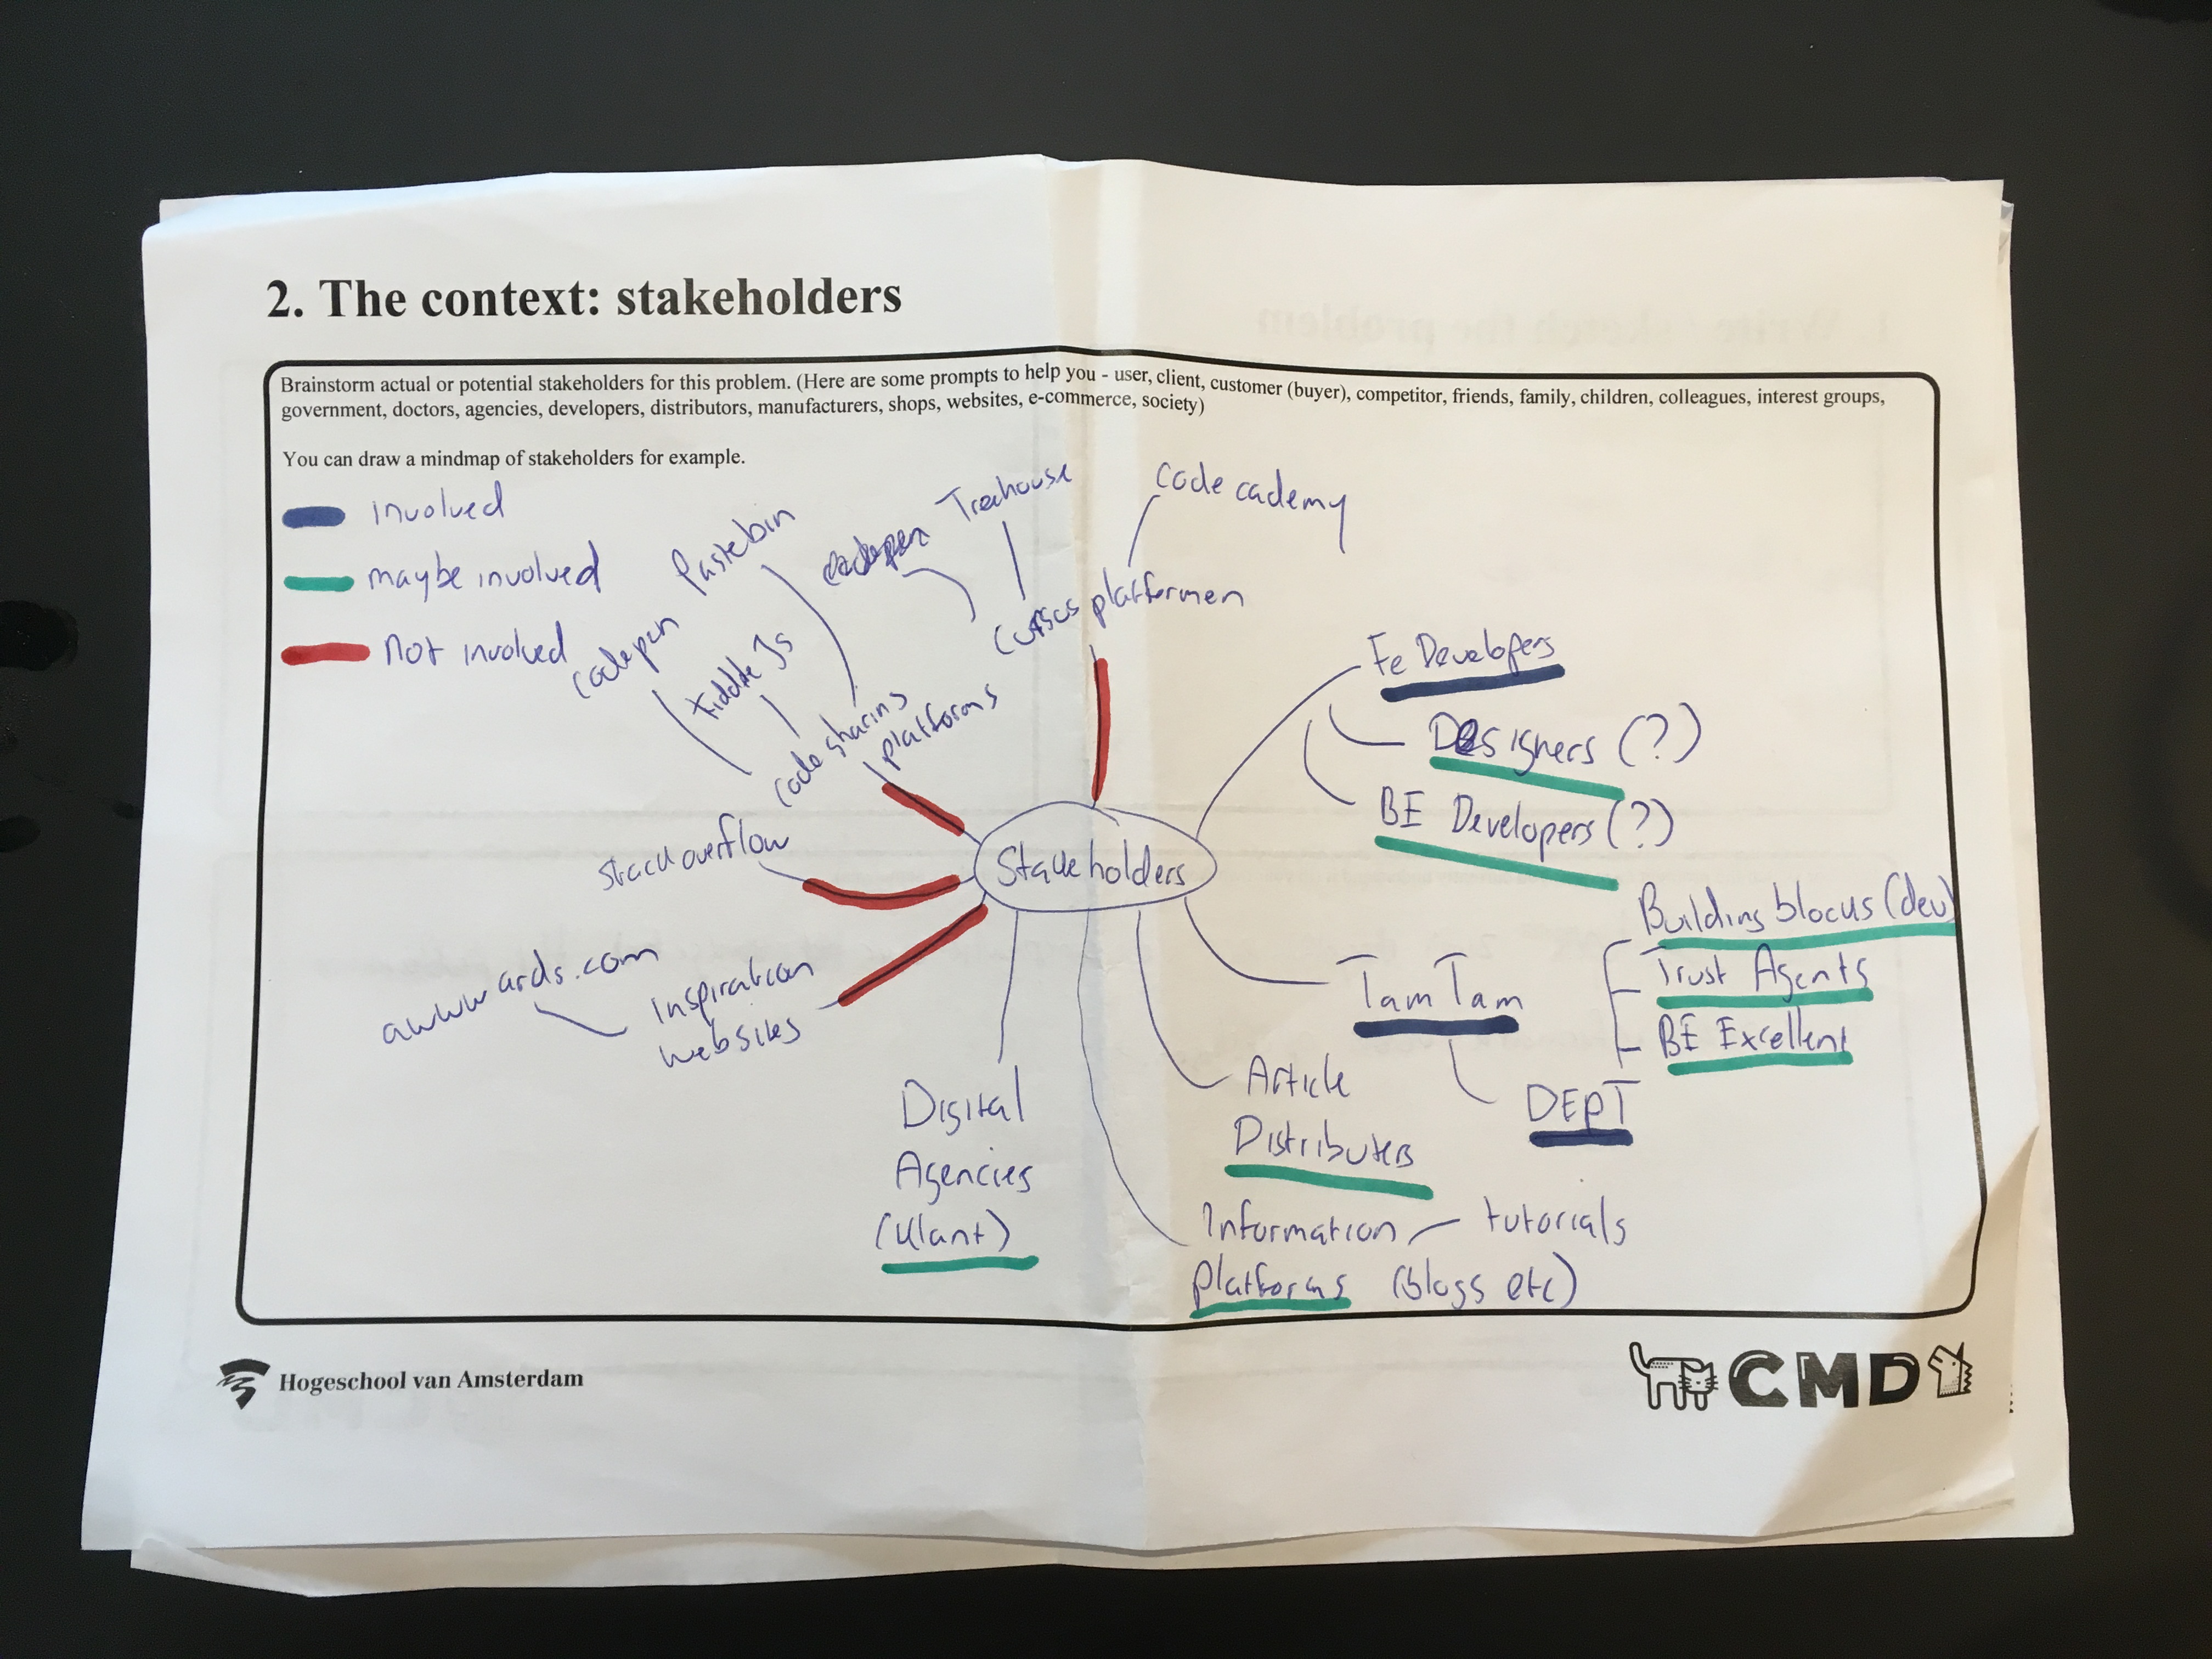 2. The context: stakeholders
Brainstorm actual or potential stakeholders for this problem. (Here are some prompts to help you - user, client, customer (buyer), competitor, friends, family, children, colleagues, interest groups,
government, doctors, agencies, developers, distributors, manufacturers, shops, websites, e-commerce, society)
You can draw a mindmap of stakeholders for example.
involved
maybe involved
not involved
Codepen
Fiddle Js
Pastebin
Code sharing
platforms
Treehouse
Code cademy
Cursus platformen
Stackoverflow
awwwards.com
Inspiration
websites
Stakeholders
Fe Developers
Designers (?)
BE Developers (?)
Tam Tam
DEPT
Building blocks (dev)
Trust Agents
BE Excellent
Article
Distributers
Information
platforms (blogs etc)
tutorials
Digital
Agencies
(klant)
Hogeschool van Amsterdam
CMD